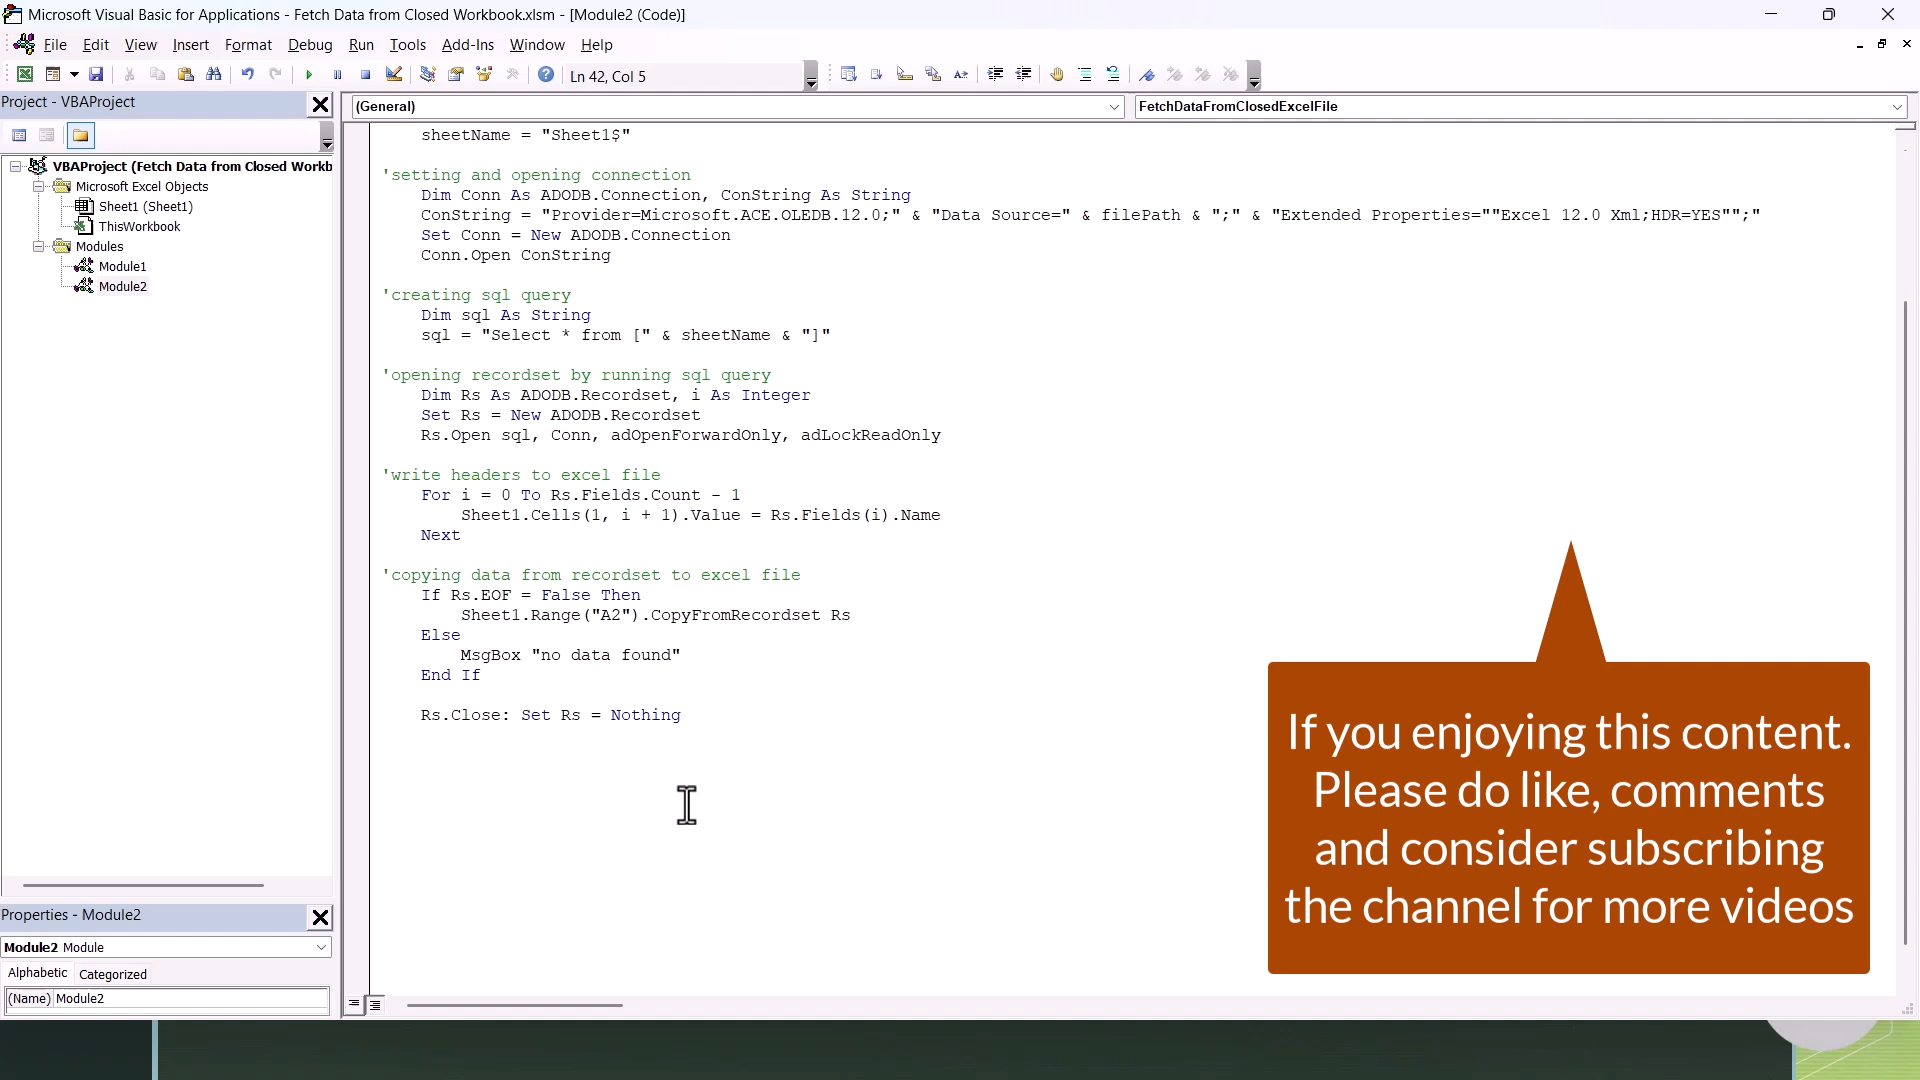 Microsoft Visual Basic for Applications - Fetch Data from Closed Workbook.xlsm - [Module2 (Code)]
File Edit View Insert Format Debug Run Tools Add-Ins Window Help
Ln 42, Col 5
Project - VBAProject
VBAProject (Fetch Data from Closed Workb
Microsoft Excel Objects
Sheet1 (Sheet1)
ThisWorkbook
Modules
Module1
Module2
Properties - Module2
Module2 Module
Alphabetic Categorized
(Name) Module2
(General) FetchDataFromClosedExcelFile
sheetName = "Sheet1$"
'setting and opening connection
Dim Conn As ADODB.Connection, ConString As String
ConString = "Provider=Microsoft.ACE.OLEDB.12.0;" & "Data Source=" & filePath & ";" & "Extended Properties=""Excel 12.0 Xml;HDR=YES"";"
Set Conn = New ADODB.Connection
Conn.Open ConString
'creating sql query
Dim sql As String
sql = "Select * from [" & sheetName & "]"
'opening recordset by running sql query
Dim Rs As ADODB.Recordset, i As Integer
Set Rs = New ADODB.Recordset
Rs.Open sql, Conn, adOpenForwardOnly, adLockReadOnly
'write headers to excel file
For i = 0 To Rs.Fields.Count - 1
Sheet1.Cells(1, i + 1).Value = Rs.Fields(i).Name
Next
'copying data from recordset to excel file
If Rs.EOF = False Then
Sheet1.Range("A2").CopyFromRecordset Rs
Else
MsgBox "no data found"
End If
Rs.Close: Set Rs = Nothing
If you enjoying this content.
Please do like, comments
and consider subscribing
the channel for more videos